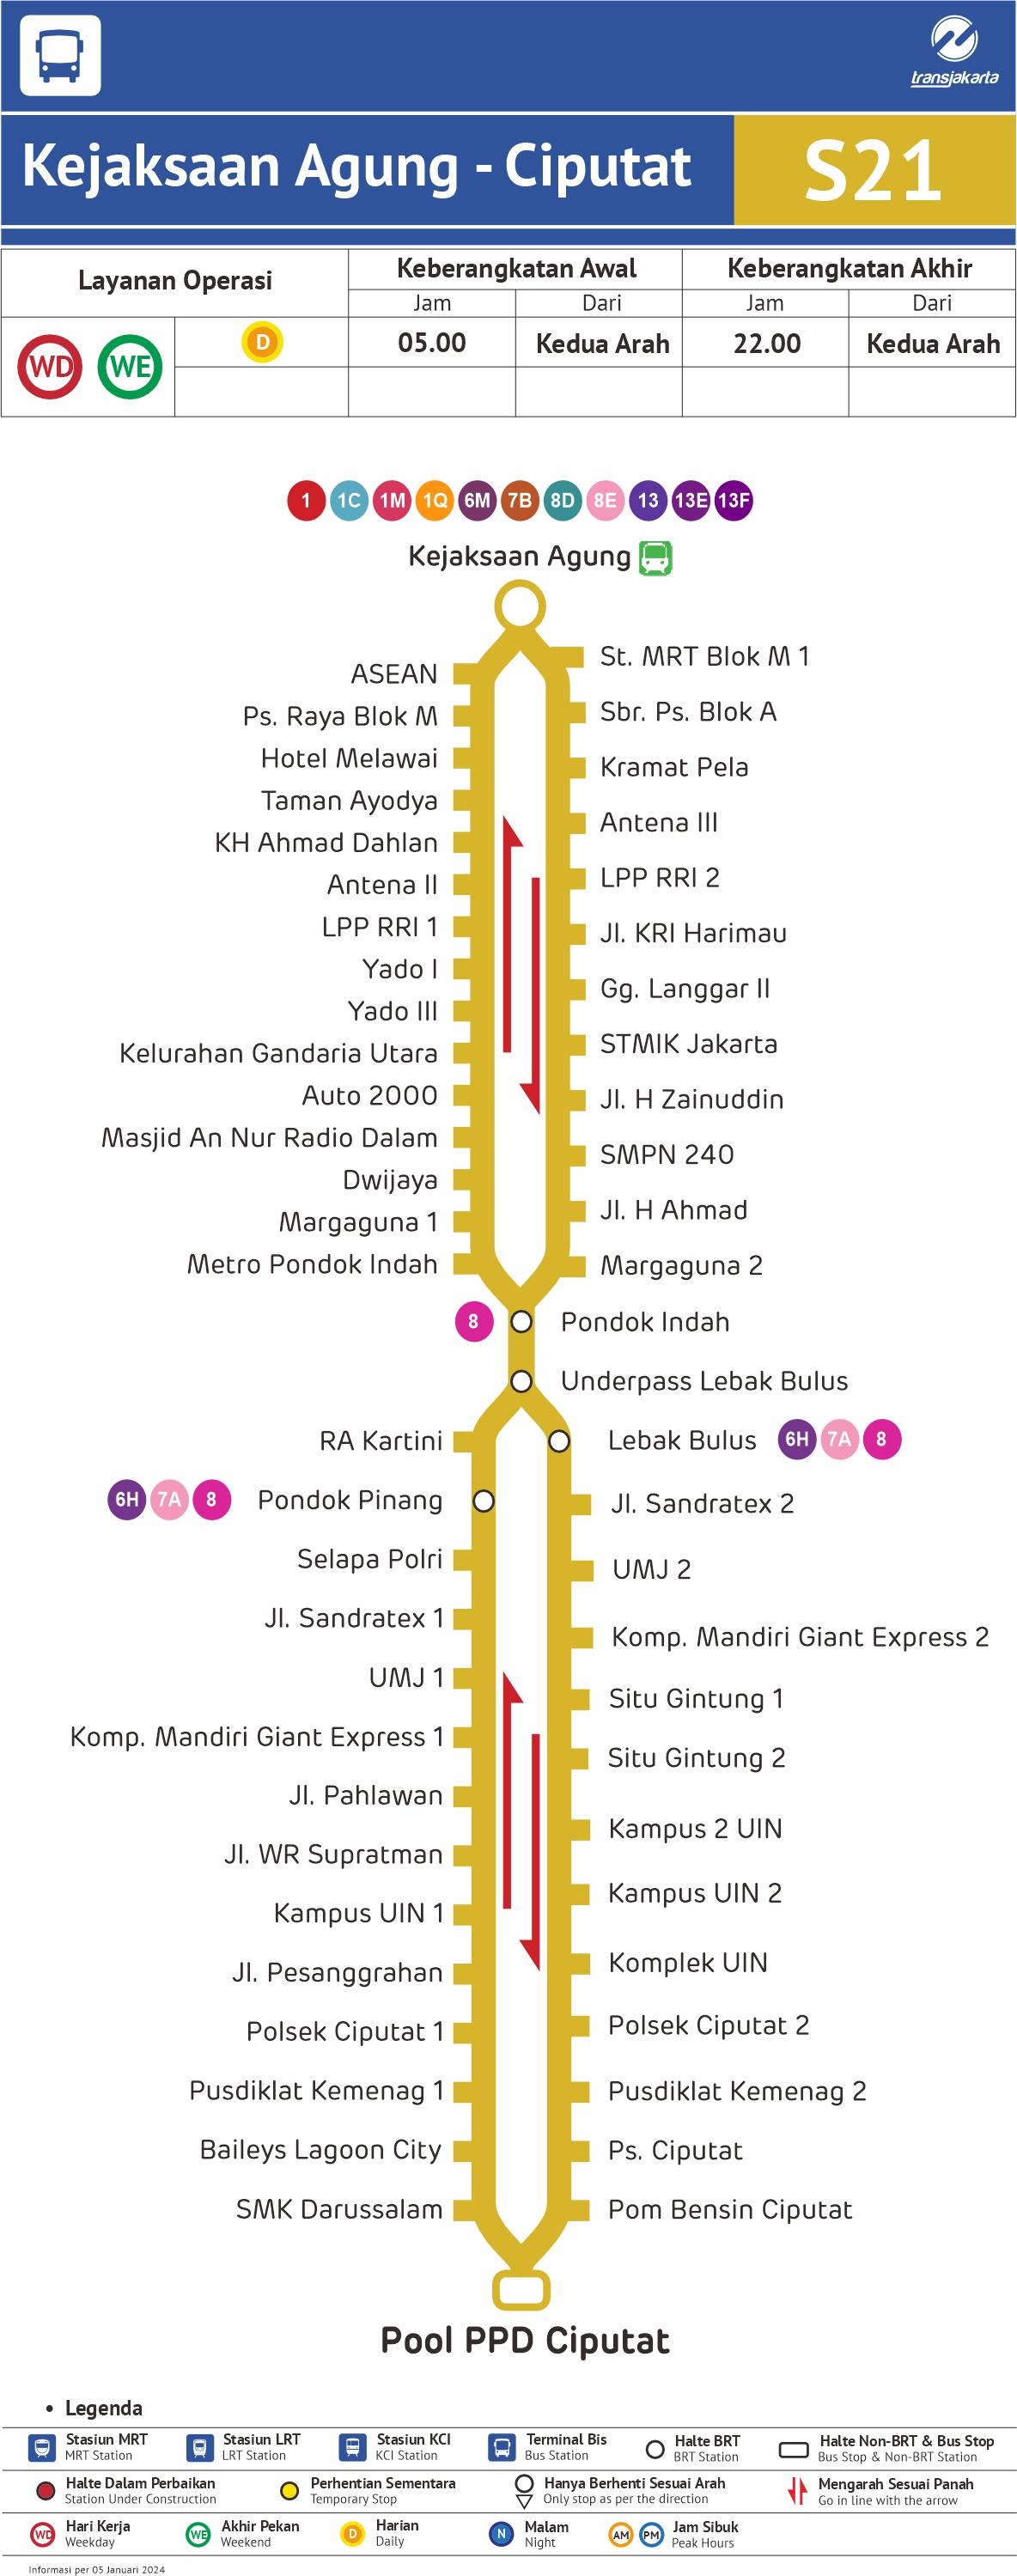 transjakarta
Kejaksaan Agung - Ciputat
S21
Layanan Operasi
Keberangkatan Awal
Keberangkatan Akhir
Jam
Dari
Jam
Dari
WD
WE
D
05.00
Kedua Arah
22.00
Kedua Arah
1 1C 1M 1Q 6M 7B 8D 8E 13 13E 13F
Kejaksaan Agung
ASEAN
Ps. Raya Blok M
Hotel Melawai
Taman Ayodya
KH Ahmad Dahlan
Antena II
LPP RRI 1
Yado I
Yado III
Kelurahan Gandaria Utara
Auto 2000
Masjid An Nur Radio Dalam
Dwijaya
Margaguna 1
Metro Pondok Indah
St. MRT Blok M 1
Sbr. Ps. Blok A
Kramat Pela
Antena III
LPP RRI 2
Jl. KRI Harimau
Gg. Langgar II
STMIK Jakarta
Jl. H Zainuddin
SMPN 240
Jl. H Ahmad
Margaguna 2
8
Pondok Indah
Underpass Lebak Bulus
RA Kartini
6H 7A 8 Pondok Pinang
Selapa Polri
Jl. Sandratex 1
UMJ 1
Komp. Mandiri Giant Express 1
Jl. Pahlawan
Jl. WR Supratman
Kampus UIN 1
Jl. Pesanggrahan
Polsek Ciputat 1
Pusdiklat Kemenag 1
Baileys Lagoon City
SMK Darussalam
Lebak Bulus 6H 7A 8
Jl. Sandratex 2
UMJ 2
Komp. Mandiri Giant Express 2
Situ Gintung 1
Situ Gintung 2
Kampus 2 UIN
Kampus UIN 2
Komplek UIN
Polsek Ciputat 2
Pusdiklat Kemenag 2
Ps. Ciputat
Pom Bensin Ciputat
Pool PPD Ciputat
• Legenda
Stasiun MRT
MRT Station
Stasiun LRT
LRT Station
Stasiun KCI
KCI Station
Terminal Bis
Bus Station
Halte BRT
BRT Station
Halte Non-BRT & Bus Stop
Bus Stop & Non-BRT Station
Halte Dalam Perbaikan
Station Under Construction
Perhentian Sementara
Temporary Stop
Hanya Berhenti Sesuai Arah
Only stop as per the direction
Mengarah Sesuai Panah
Go in line with the arrow
WD
Hari Kerja
Weekday
WE
Akhir Pekan
Weekend
D
Harian
Daily
N
Malam
Night
AM PM
Jam Sibuk
Peak Hours
Informasi per 05 Januari 2024